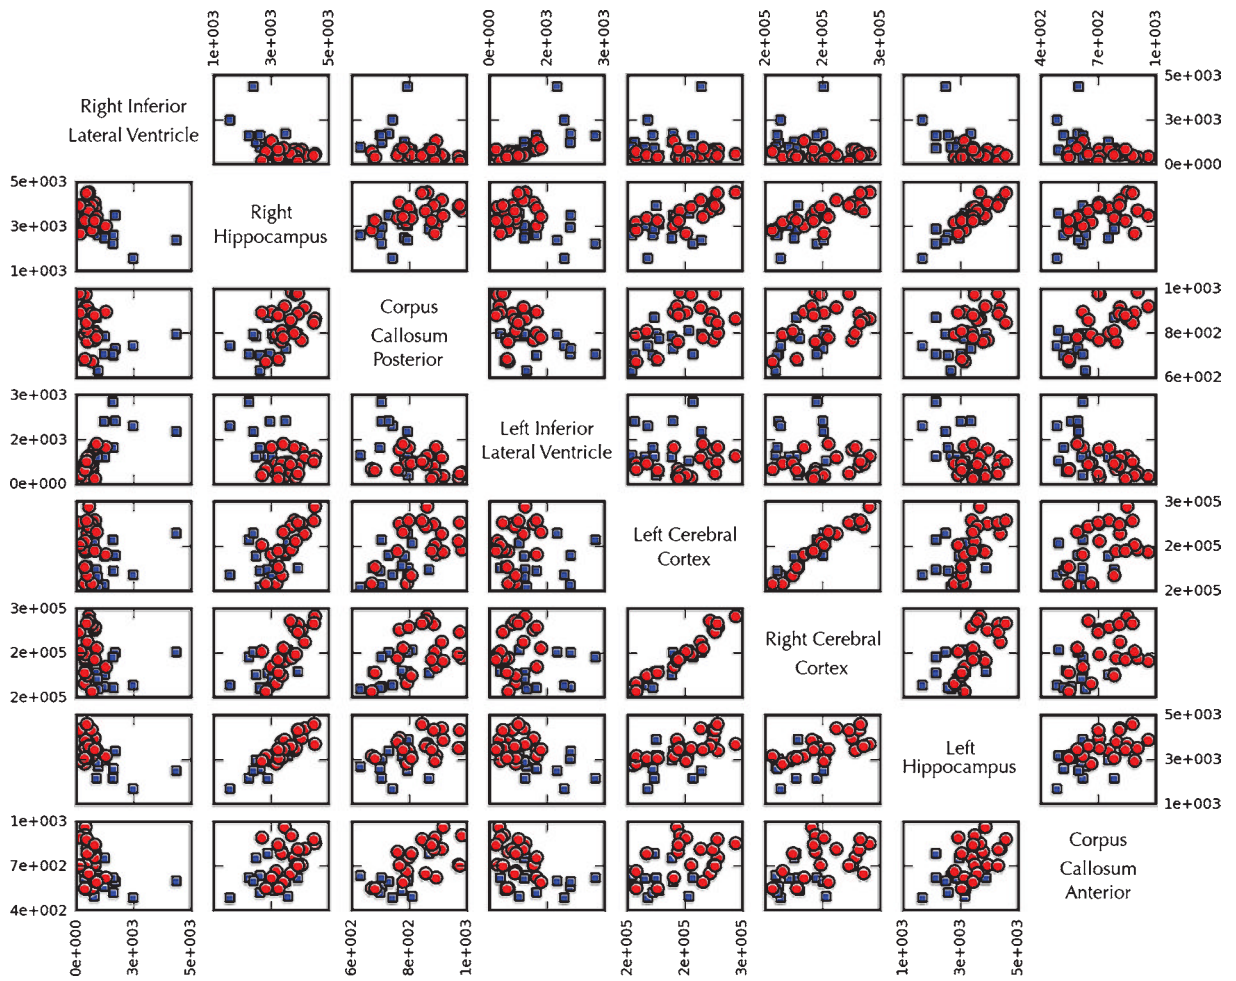 1e+003 3e+003 5e+003 0e+000 2e+003 3e+003 2e+005 2e+005 3e+005 4e+002 7e+002 1e+003
Right Inferior
Lateral Ventricle
5e+003
3e+003
0e+000
5e+003
3e+003
1e+003
Right
Hippocampus
Corpus
Callosum
Posterior
1e+003
8e+002
6e+002
3e+003
2e+003
0e+000
Left Inferior
Lateral Ventricle
Left Cerebral
Cortex
3e+005
2e+005
2e+005
3e+005
2e+005
2e+005
Right Cerebral
Cortex
Left
Hippocampus
5e+003
3e+003
1e+003
1e+003
7e+002
4e+002
Corpus
Callosum
Anterior
0e+000 3e+003 5e+003 6e+002 8e+002 1e+003 2e+005 2e+005 3e+005 1e+003 3e+003 5e+003